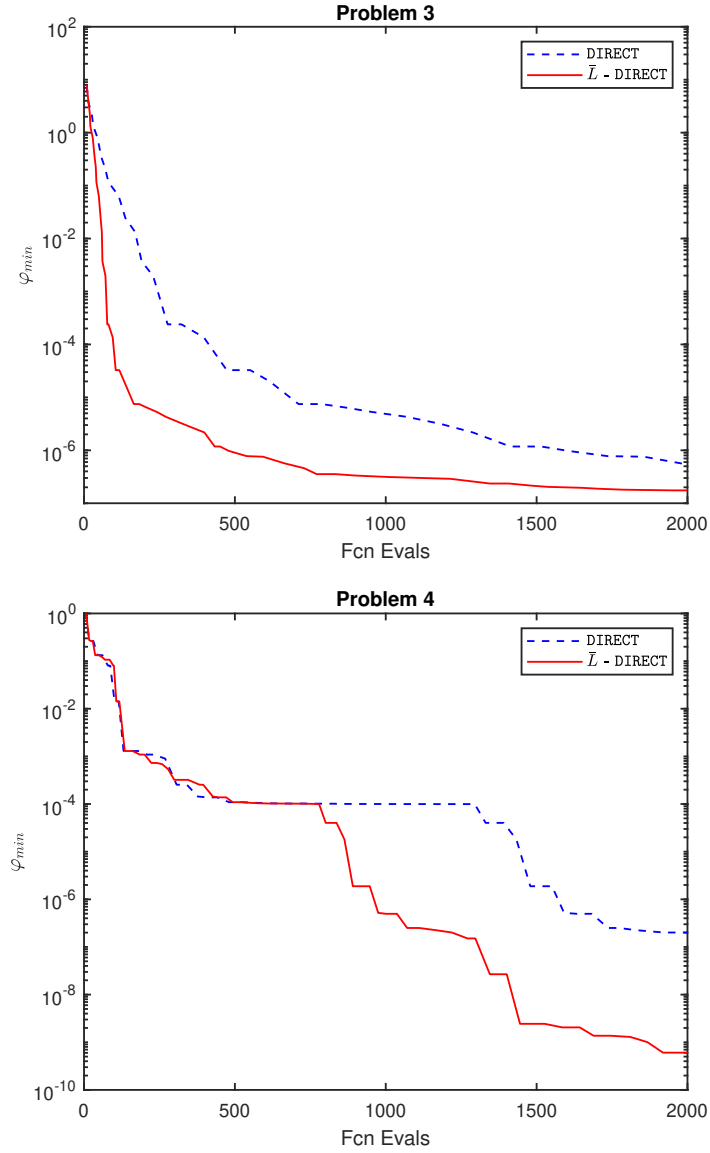 Problem 3
10^2
10^0
10^-2
10^-4
10^-6
φ_min
DIRECT
L̄ - DIRECT
0 500 1000 1500 2000
Fcn Evals
Problem 4
10^0
10^-2
10^-4
10^-6
10^-8
10^-10
φ_min
DIRECT
L̄ - DIRECT
0 500 1000 1500 2000
Fcn Evals